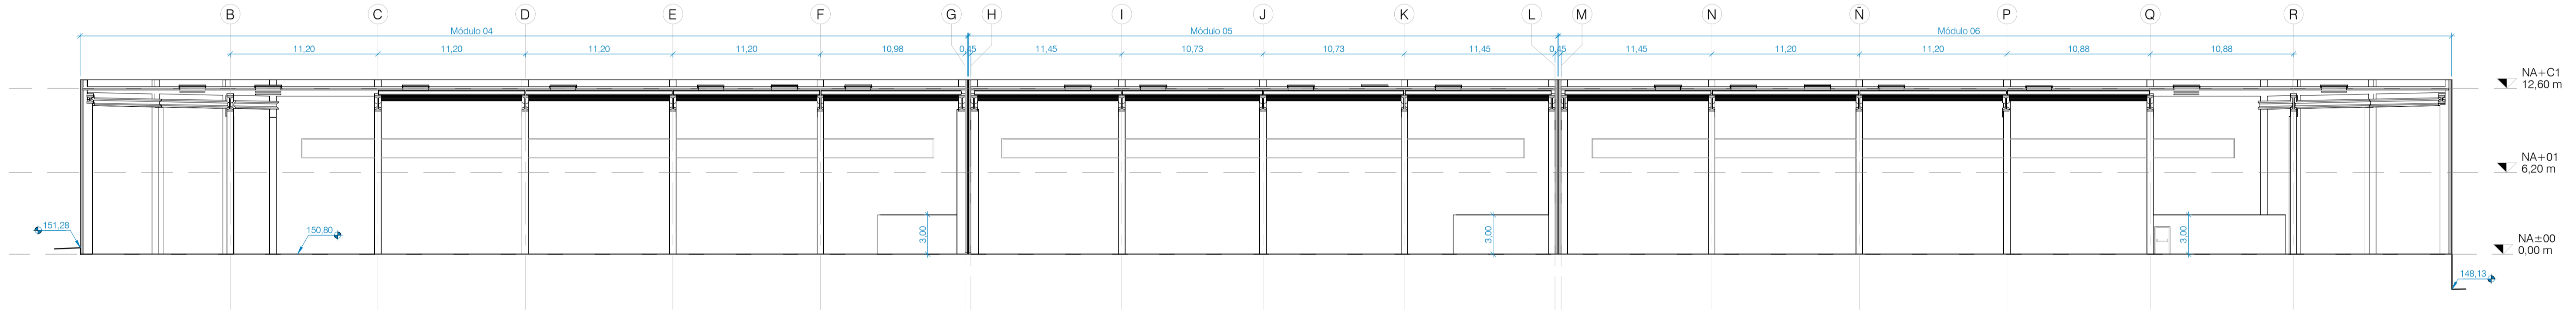 B C D E F G H I J K L M N Ñ P Q R
Módulo 04 Módulo 05 Módulo 06
11,20 11,20 11,20 11,20 10,98 0,45 11,45 10,73 10,73 11,45 0,45 11,45 11,20 11,20 10,88 10,88
NA+C1
12,60 m
NA+01
6,20 m
151,28
150,80
3,00 3,00 3,00
NA±00
0,00 m
148,13